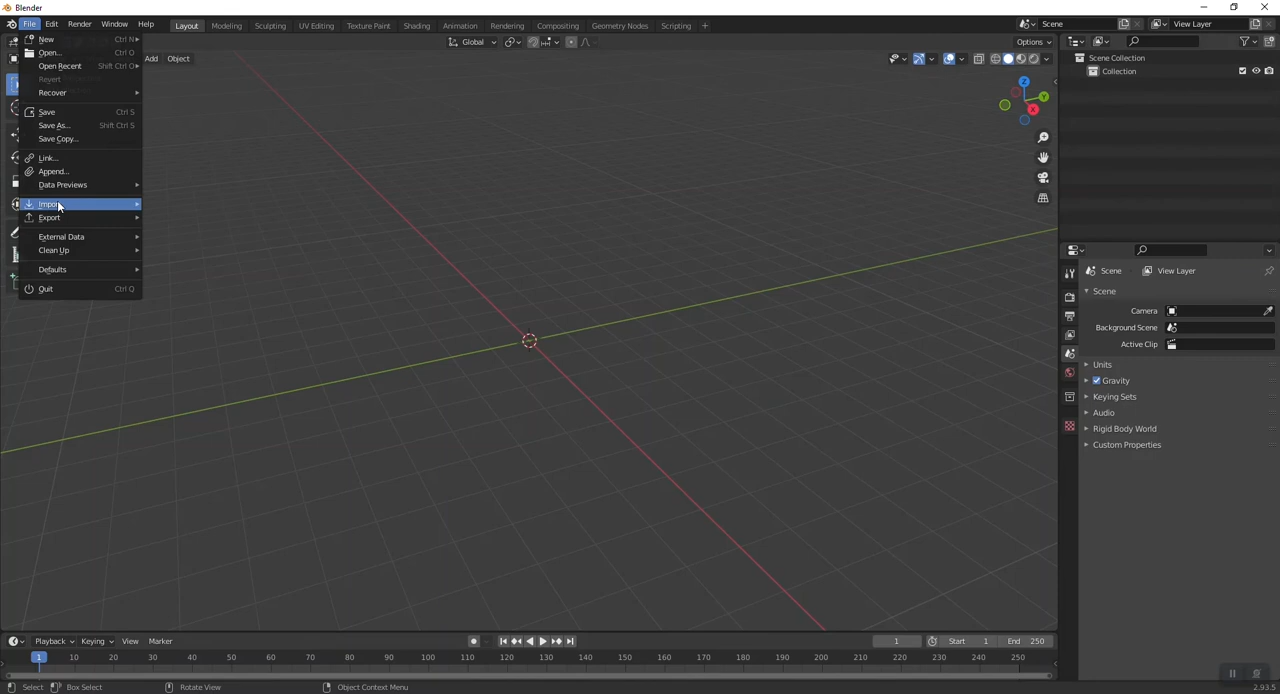 Blender
File Edit Render Window Help Layout Modeling Sculpting UV Editing Texture Paint Shading Animation Rendering Compositing Geometry Nodes Scripting + Scene View Layer
New Ctrl N
Open... Ctrl O
Open Recent Shift Ctrl O
Revert
Recover
Save Ctrl S
Save As... Shift Ctrl S
Save Copy...
Link...
Append...
Data Previews
Import
Export
External Data
Clean Up
Defaults
Quit Ctrl Q
Global Options
Add Object
Z
Y
X
Scene Collection
Collection
Scene View Layer
Scene
Camera
Background Scene
Active Clip
Units
Gravity
Keying Sets
Audio
Rigid Body World
Custom Properties
Playback Keying View Marker 1 Start 1 End 250
1 10 20 30 40 50 60 70 80 90 100 110 120 130 140 150 160 170 180 190 200 210 220 230 240 250
Select Box Select Rotate View Object Context Menu 2.93.5